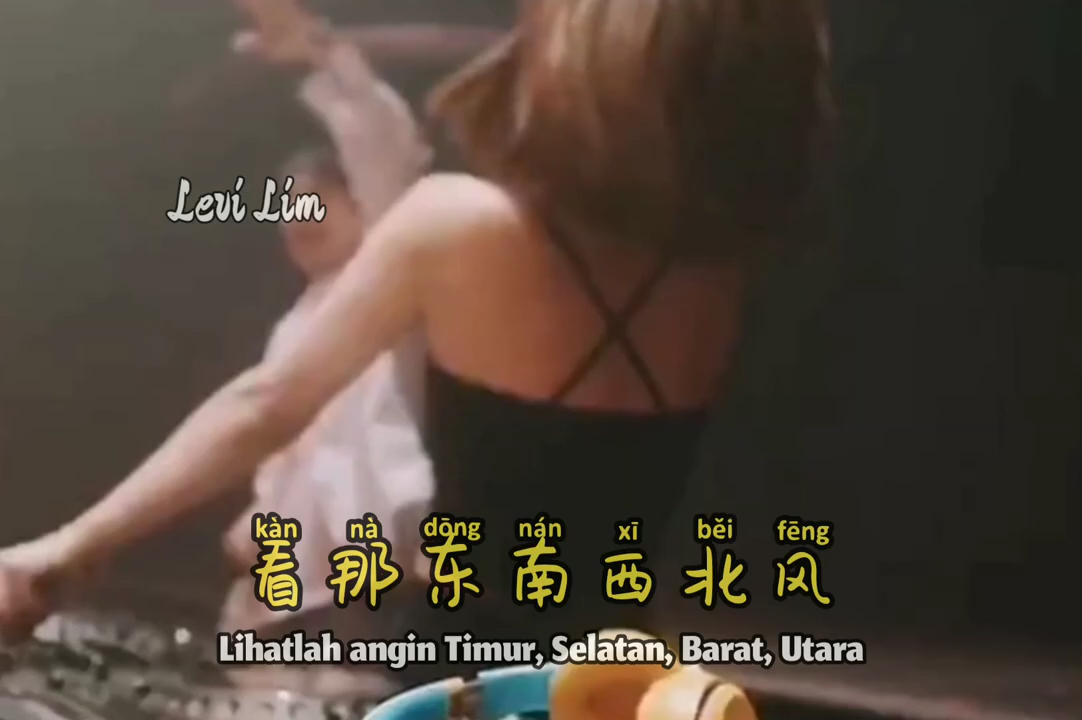 Levi Lim
kàn nà dōng nán xī běi fēng
看那东南西北风
Lihatlah angin Timur, Selatan, Barat, Utara